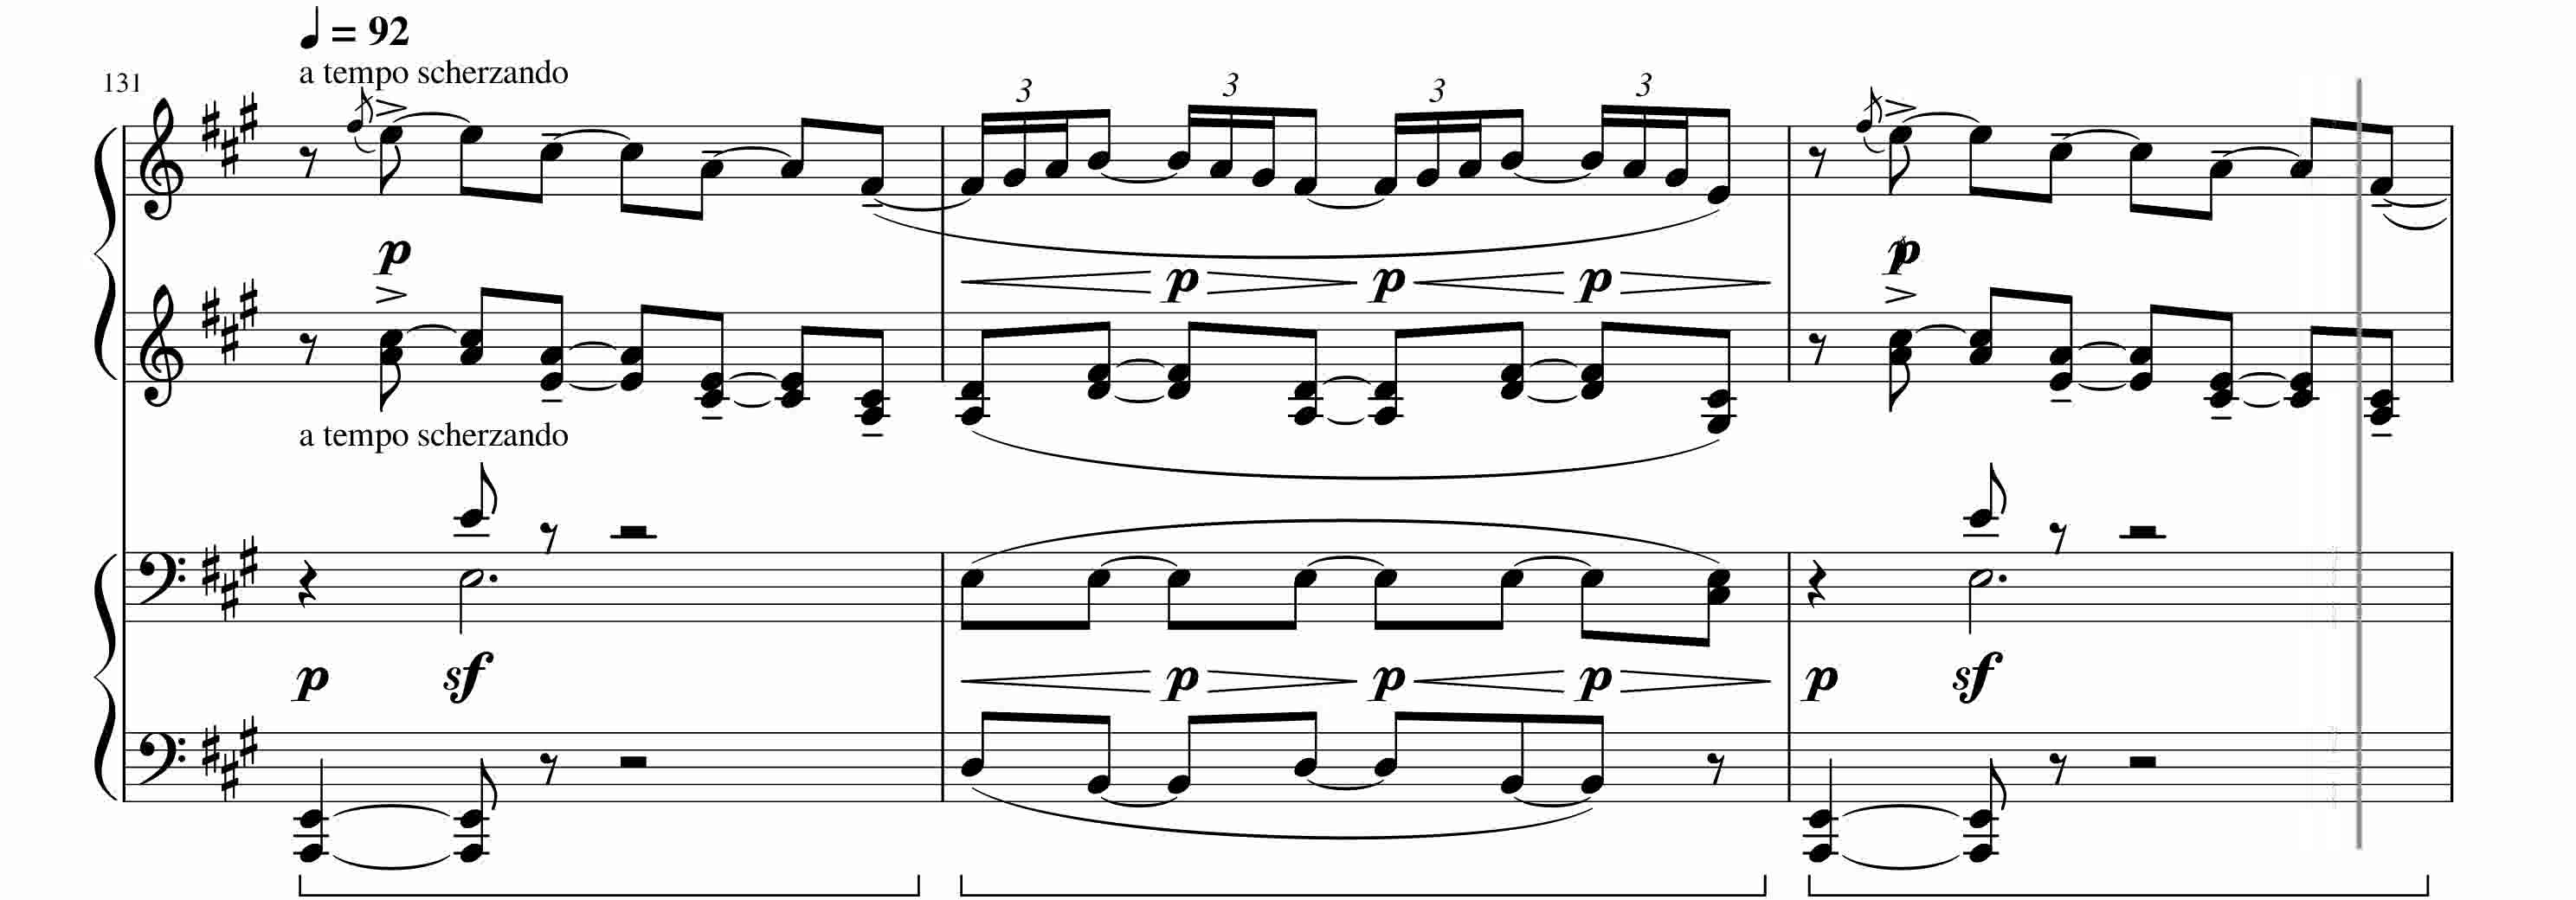 ♩ = 92
a tempo scherzando
131
3 3 3 3
p p
p p p
a tempo scherzando
p sf p p p p sf